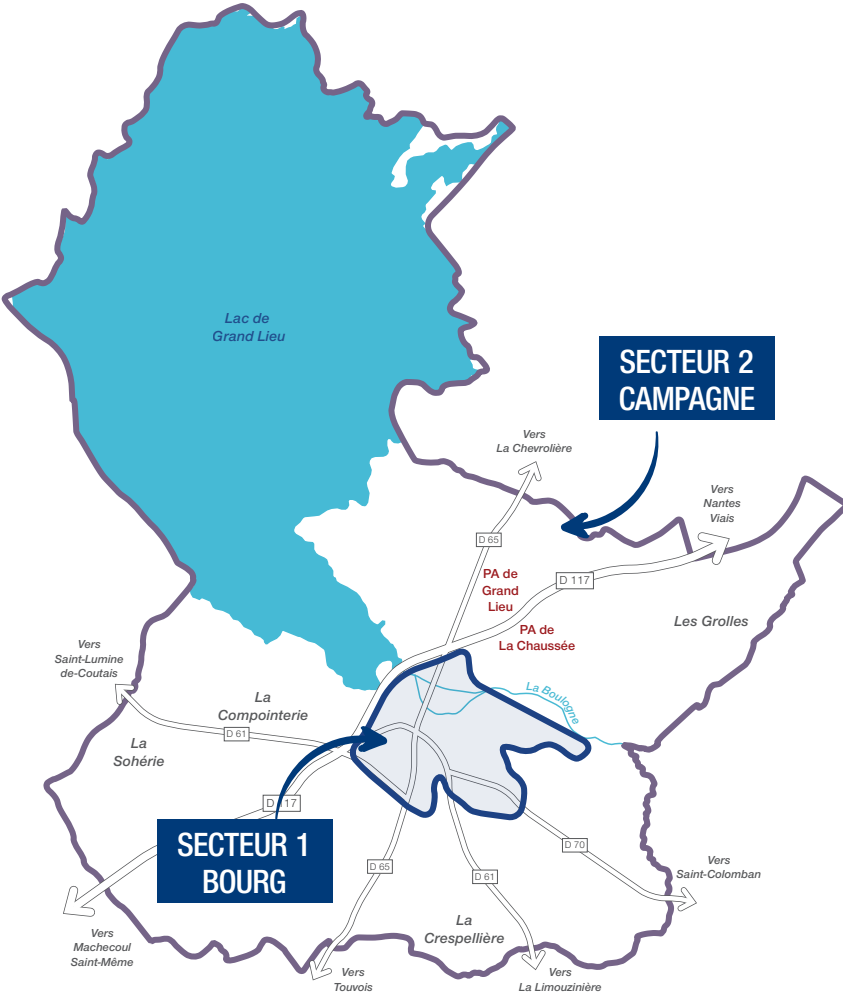 Lac de
Grand Lieu
SECTEUR 2
CAMPAGNE
Vers
La Chevrolière
Vers
Nantes
Viais
D 65
PA de
Grand
Lieu
D 117
PA de
La Chaussée
Les Grolles
Vers
Saint-Lumine
de-Coutais
La
Compointerie
La Boulogne
D 61
La
Sohérie
D 117
SECTEUR 1
BOURG
D 65
D 61
D 70
Vers
Saint-Colomban
La
Crespellière
Vers
Machecoul
Saint-Même
Vers
Touvois
Vers
La Limouzinière